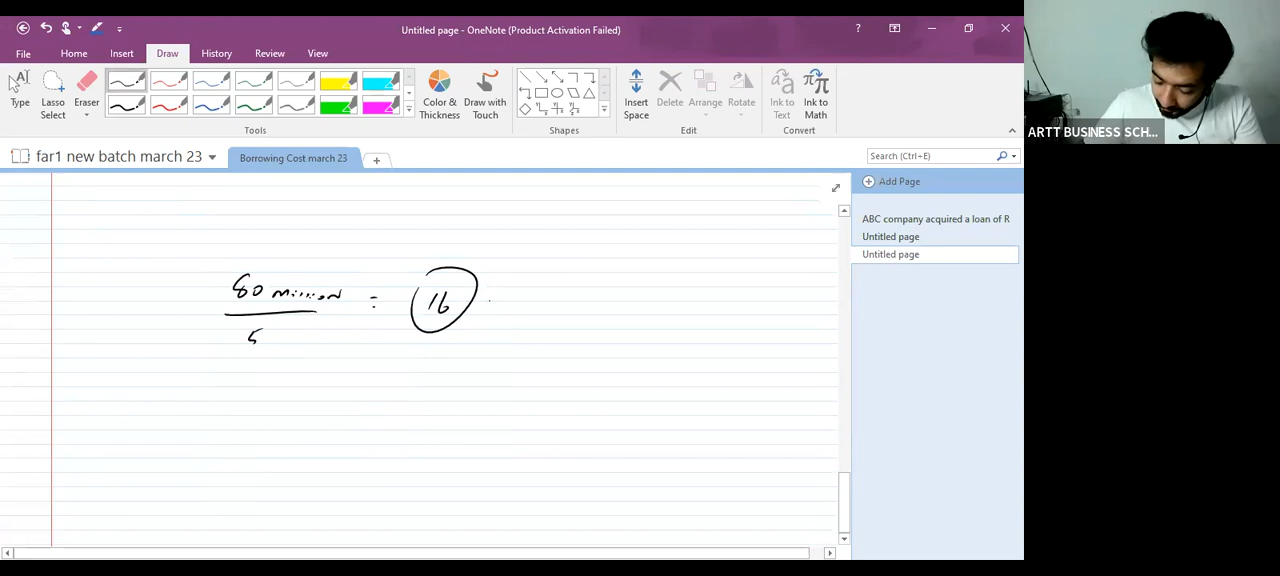 Untitled page - OneNote (Product Activation Failed)
?
File Home Insert Draw History Review View
Type
Lasso Select
Eraser
Color & Thickness
Draw with Touch
Insert Space
Delete
Arrange
Rotate
Ink to Text
Ink to Math
Tools Shapes Edit Convert
far1 new batch march 23
Borrowing Cost march 23
Search (Ctrl+E)
Add Page
ABC company acquired a loan of R
Untitled page
Untitled page
80 million = 16
5
ARTT BUSINESS SCH...